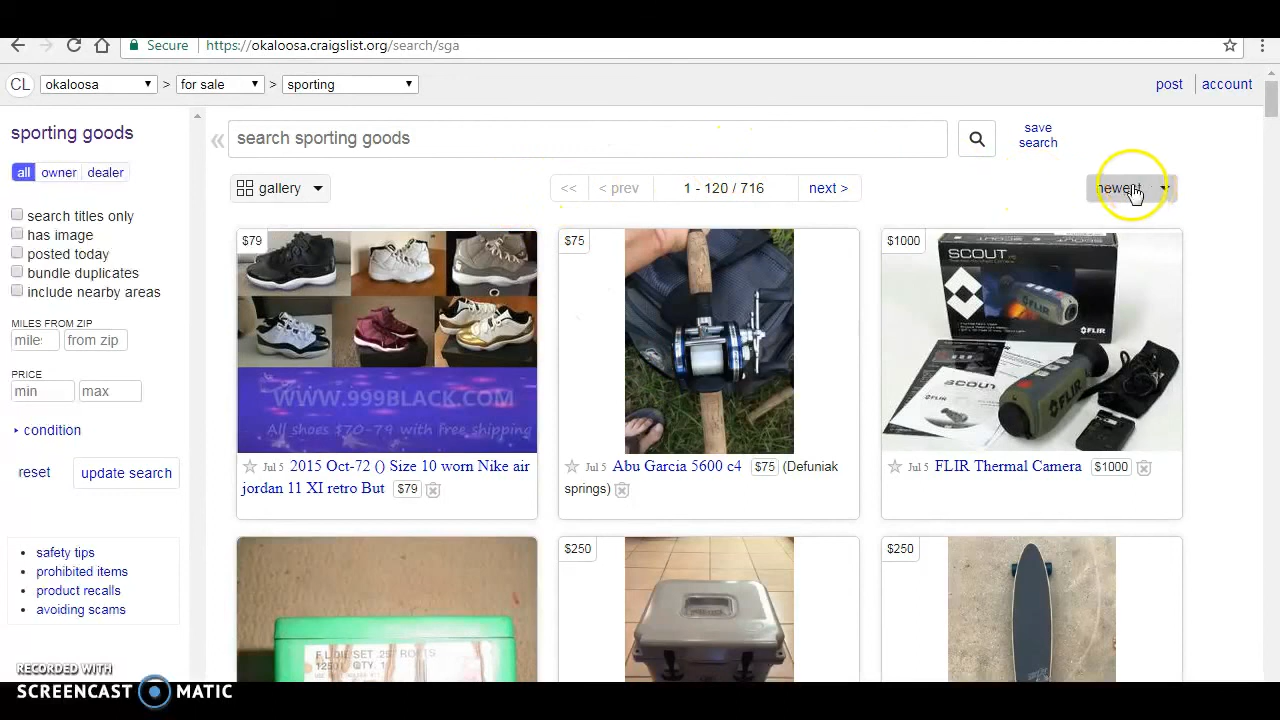 Secure https://okaloosa.craigslist.org/search/sga
CL okaloosa > for sale > sporting post account
sporting goods
all owner dealer
search titles only
has image
posted today
bundle duplicates
include nearby areas
MILES FROM ZIP
mile from zip
PRICE
min max
condition
reset update search
safety tips
prohibited items
product recalls
avoiding scams
« search sporting goods save search
gallery << < prev 1 - 120 / 716 next > newest
$79
WWW.999BLACK.COM
All shoes $70-79 with free shipping
Jul 5 2015 Oct-72 () Size 10 worn Nike air
jordan 11 XI retro But $79
$75
Jul 5 Abu Garcia 5600 c4 $75 (Defuniak
springs)
$1000
SCOUT
FLIR
SCOUT
FLIR
Jul 5 FLIR Thermal Camera $1000
$250
$250
RECORDED WITH
SCREENCAST MATIC